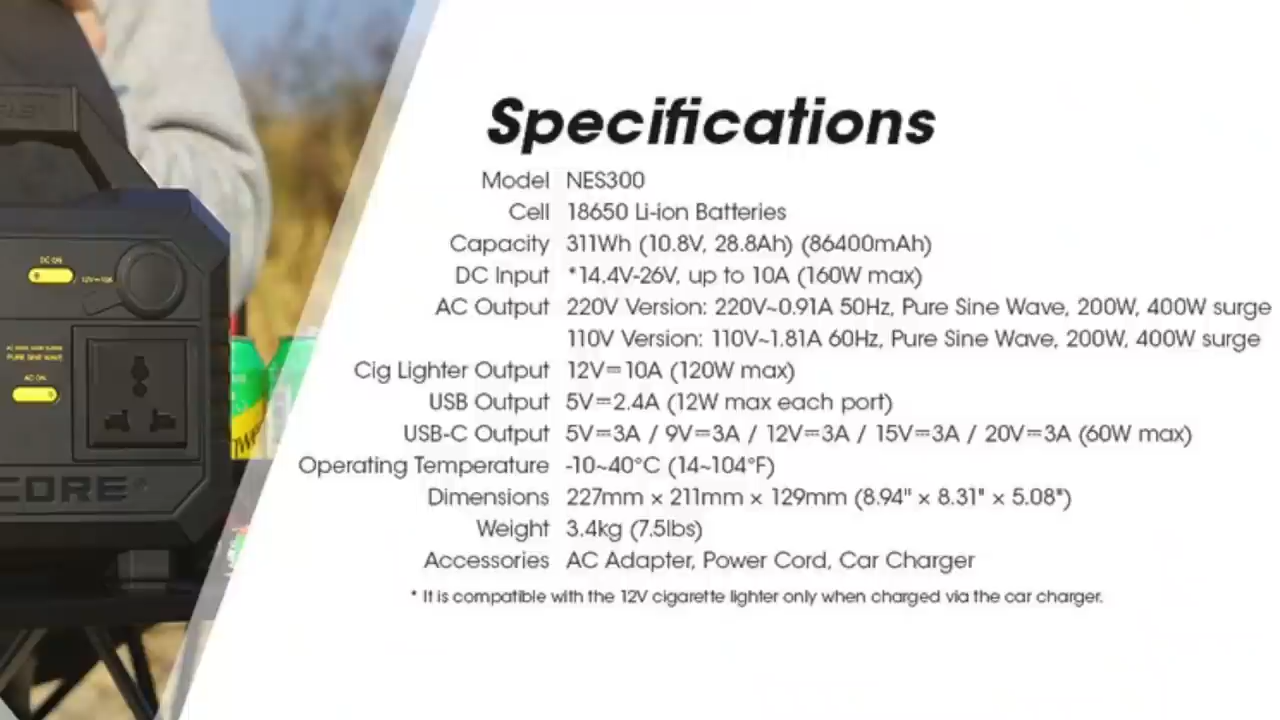 Specifications
Model NES300
Cell 18650 Li-ion Batteries
Capacity 311Wh (10.8V, 28.8Ah) (86400mAh)
DC Input *14.4V-26V, up to 10A (160W max)
AC Output 220V Version: 220V~0.91A 50Hz, Pure Sine Wave, 200W, 400W surge
110V Version: 110V~1.81A 60Hz, Pure Sine Wave, 200W, 400W surge
Cig Lighter Output 12V=10A (120W max)
USB Output 5V=2.4A (12W max each port)
USB-C Output 5V=3A / 9V=3A / 12V=3A / 15V=3A / 20V=3A (60W max)
Operating Temperature -10~40°C (14~104°F)
Dimensions 227mm × 211mm × 129mm (8.94" × 8.31" × 5.08")
Weight 3.4kg (7.5lbs)
Accessories AC Adapter, Power Cord, Car Charger
* It is compatible with the 12V cigarette lighter only when charged via the car charger.
DC ON
12V=10A
PURE SINE WAVE
AC ON
CORE